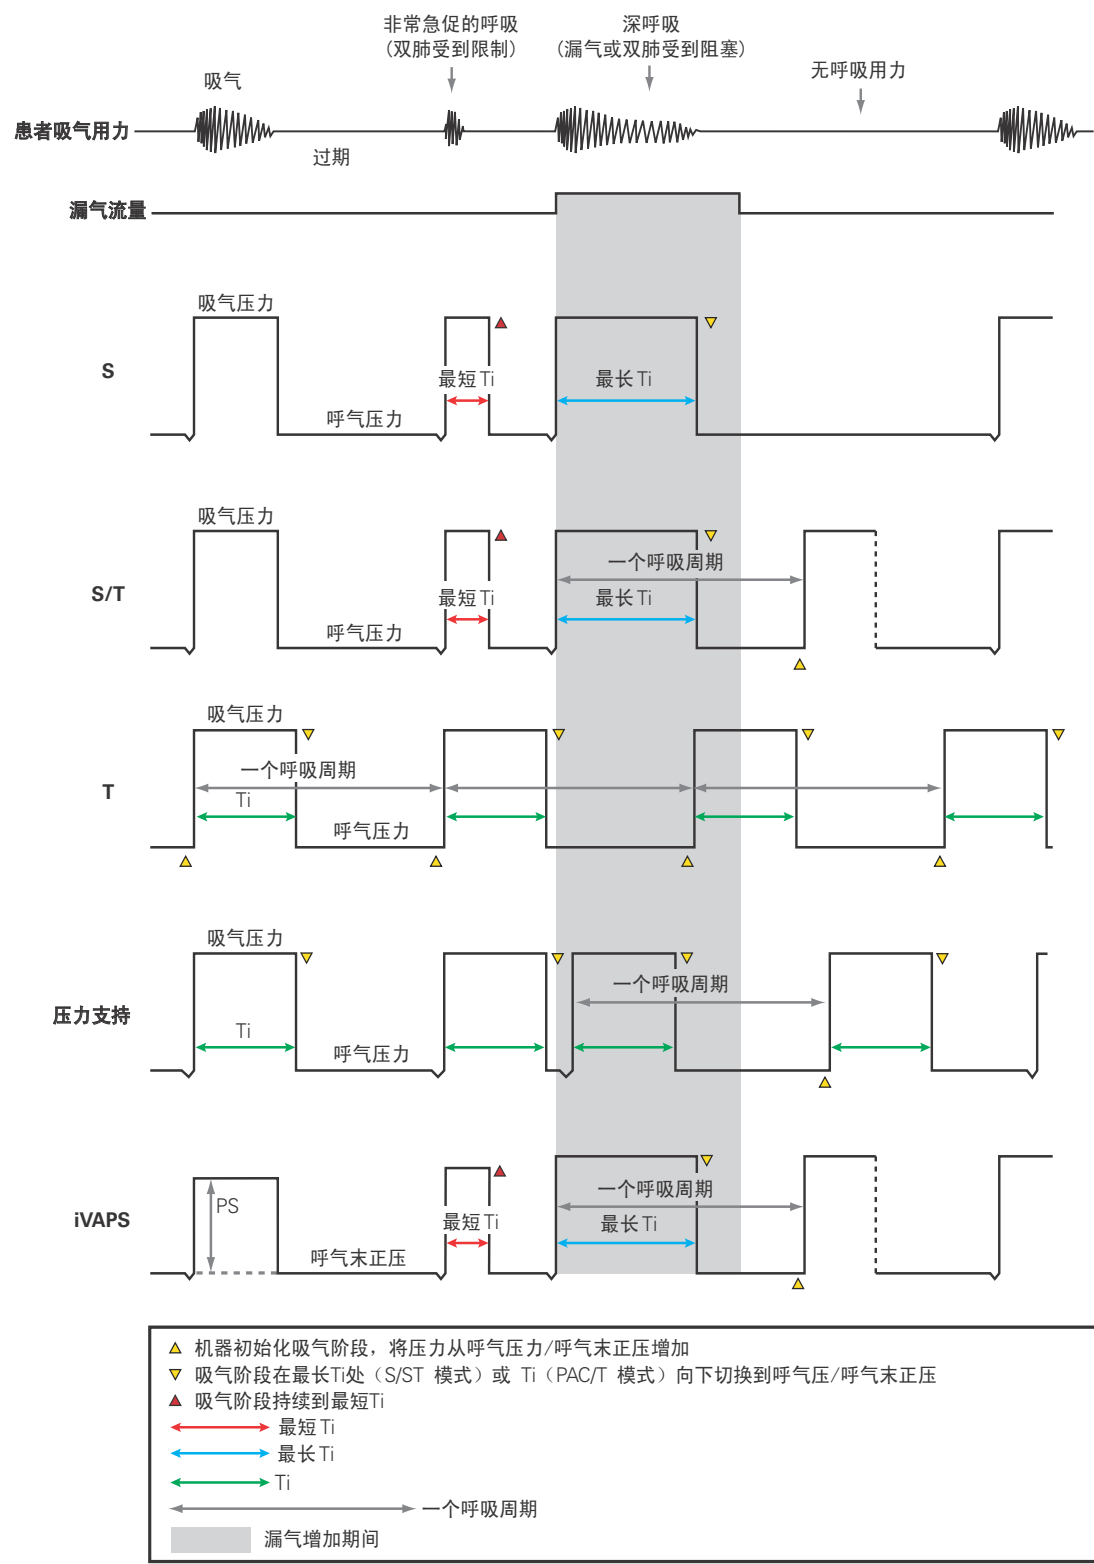 非常急促的呼吸
(双肺受到限制)
深呼吸
(漏气或双肺受到阻塞)
无呼吸用力
吸气
患者吸气用力
过期
漏气流量
吸气压力
S
最短 Ti
最长 Ti
呼气压力
吸气压力
一个呼吸周期
S/T
最短 Ti
最长 Ti
呼气压力
吸气压力
一个呼吸周期
T
Ti
呼气压力
吸气压力
一个呼吸周期
压力支持
Ti
呼气压力
一个呼吸周期
PS
iVAPS
最短 Ti
最长 Ti
呼气末正压
机器初始化吸气阶段，将压力从呼气压力/呼气末正压增加
吸气阶段在最长Ti处（S/ST 模式）或 Ti（PAC/T 模式）向下切换到呼气压/呼气末正压
吸气阶段持续到最短Ti
最短 Ti
最长 Ti
Ti
一个呼吸周期
漏气增加期间